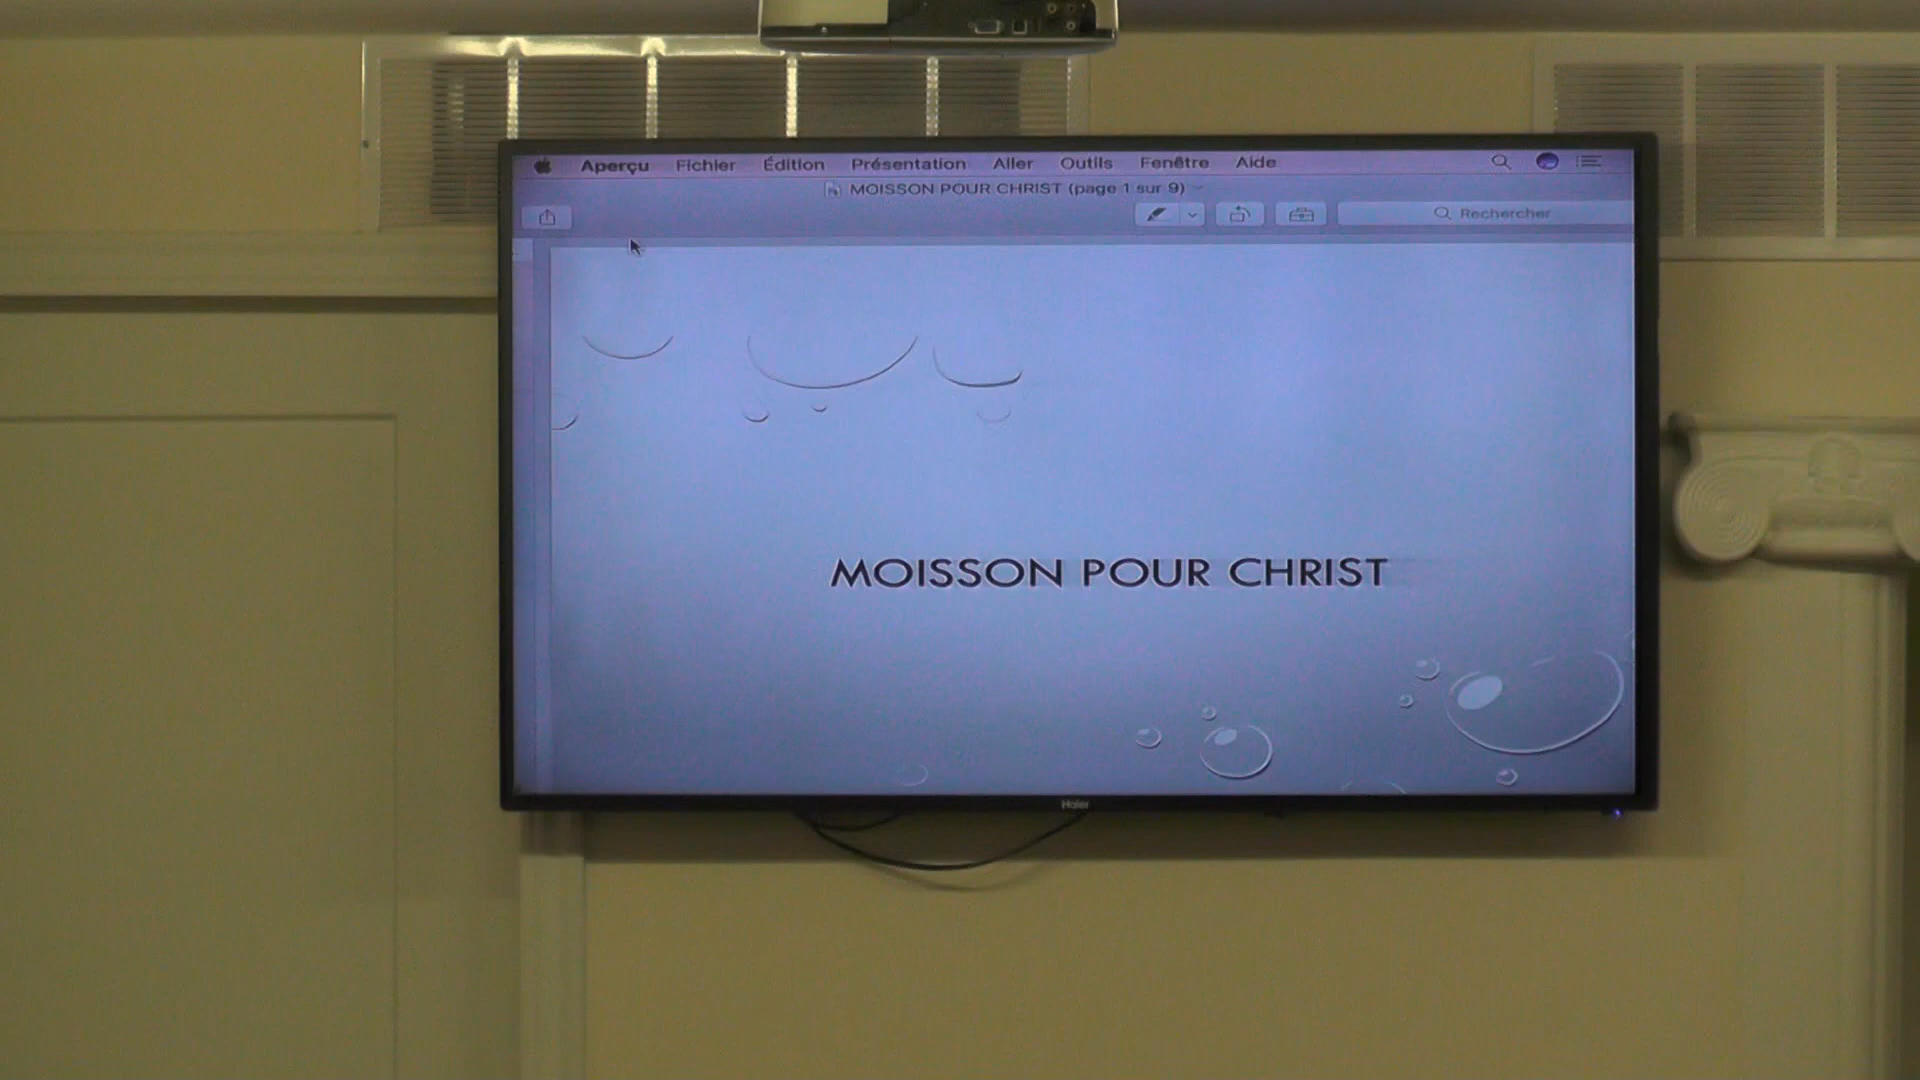 Aperçu Fichier Édition Présentation Aller Outils Fenêtre Aide
MOISSON POUR CHRIST (page 1 sur 9)
Rechercher
MOISSON POUR CHRIST
Haier